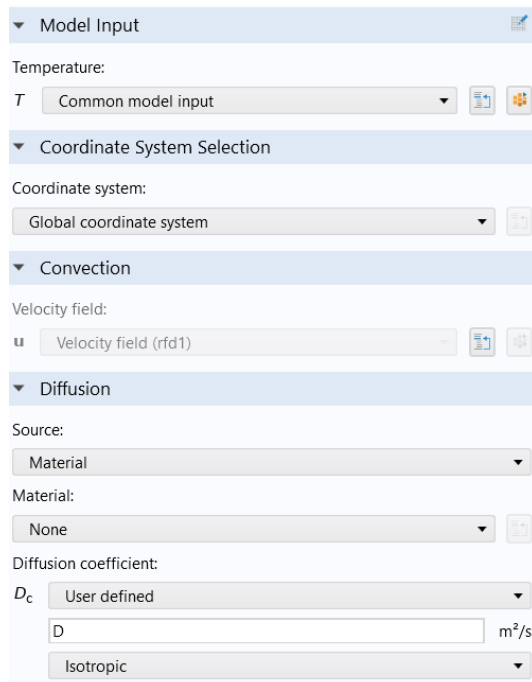 Model Input
Temperature:
T Common model input
Coordinate System Selection
Coordinate system:
Global coordinate system
Convection
Velocity field:
u Velocity field (rfd1)
Diffusion
Source:
Material
Material:
None
Diffusion coefficient:
Dc User defined
D m²/s
Isotropic